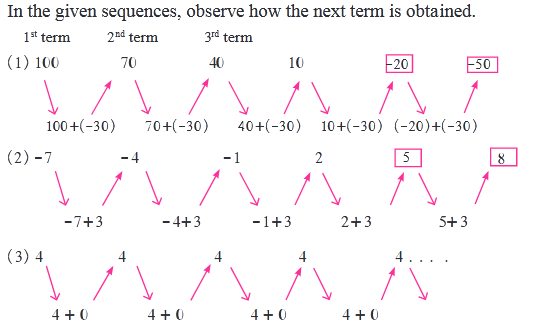 In the given sequences, observe how the next term is obtained.
1st term 2nd term 3rd term
(1) 100 70 40 10 -20 -50
100+(-30) 70+(-30) 40+(-30) 10+(-30) (-20)+(-30)
(2) -7 -4 -1 2 5 8
-7+3 -4+3 -1+3 2+3 5+3
(3) 4 4 4 4 4 . . . .
4 + 0 4 + 0 4 + 0 4 + 0